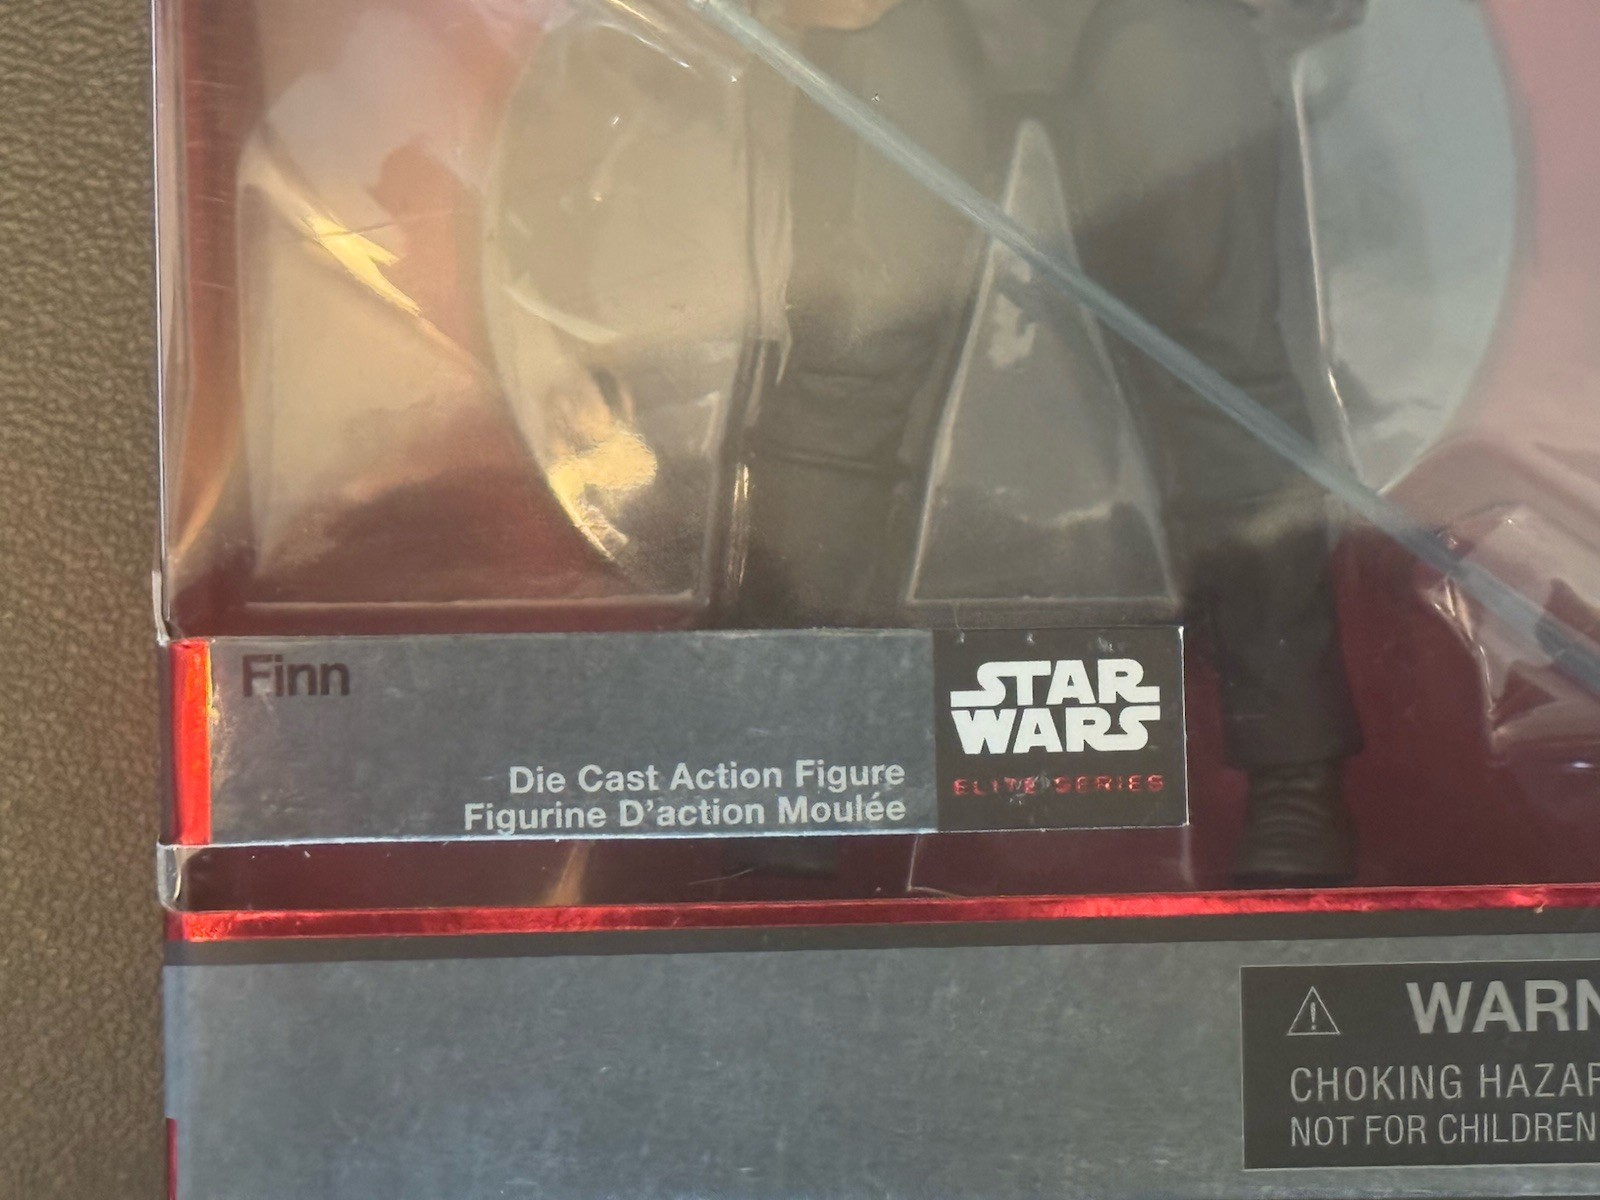 Finn
Die Cast Action Figure
Figurine D'action Moulée
STAR
WARS
ELITE SERIES
WARN
CHOKING HAZAR
NOT FOR CHILDREN